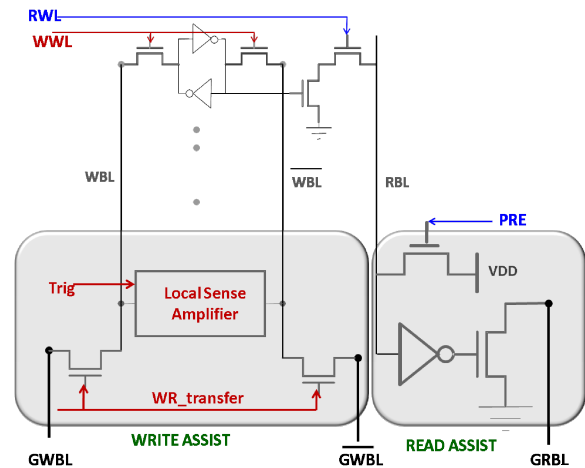 RWL
WWL
WBL
WBL
RBL
PRE
VDD
Trig
Local Sense
Amplifier
WR_transfer
WRITE ASSIST
READ ASSIST
GWBL
GWBL
GRBL